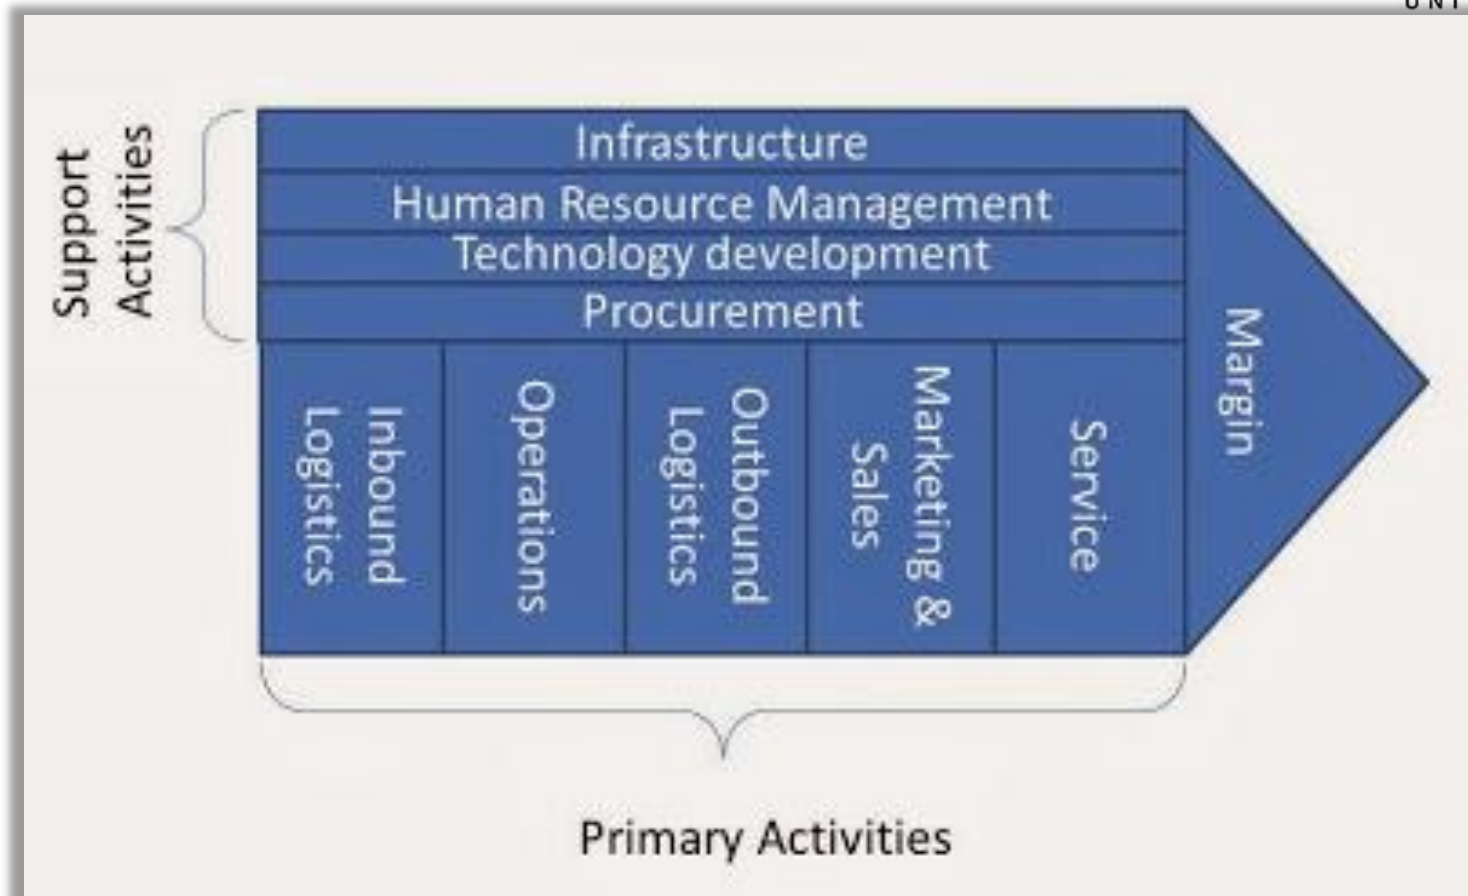 Support
Activities
Infrastructure
Human Resource Management
Technology development
Procurement
Inbound
Logistics
Operations
Outbound
Logistics
Marketing &
Sales
Service
Margin
Primary Activities